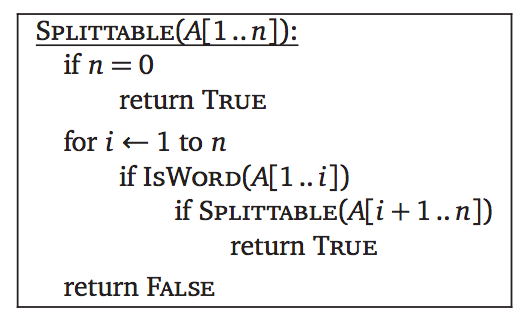 SPLITTABLE(A[1..n]):
if n = 0
return TRUE
for i ← 1 to n
if ISWORD(A[1..i])
if SPLITTABLE(A[i+1..n])
return TRUE
return FALSE